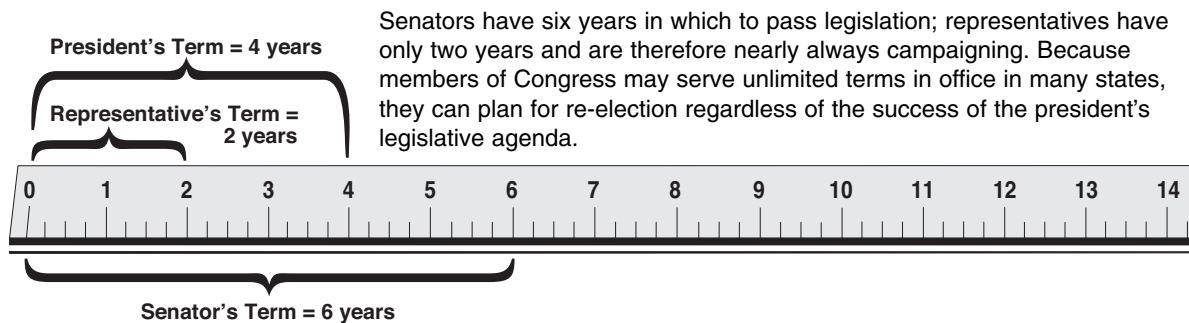 Senators have six years in which to pass legislation; representatives have
only two years and are therefore nearly always campaigning. Because
members of Congress may serve unlimited terms in office in many states,
they can plan for re-election regardless of the success of the president’s
legislative agenda.
President’s Term = 4 years
Representative’s Term =
2 years
0 1 2 3 4 5 6 7 8 9 10 11 12 13 14
Senator’s Term = 6 years